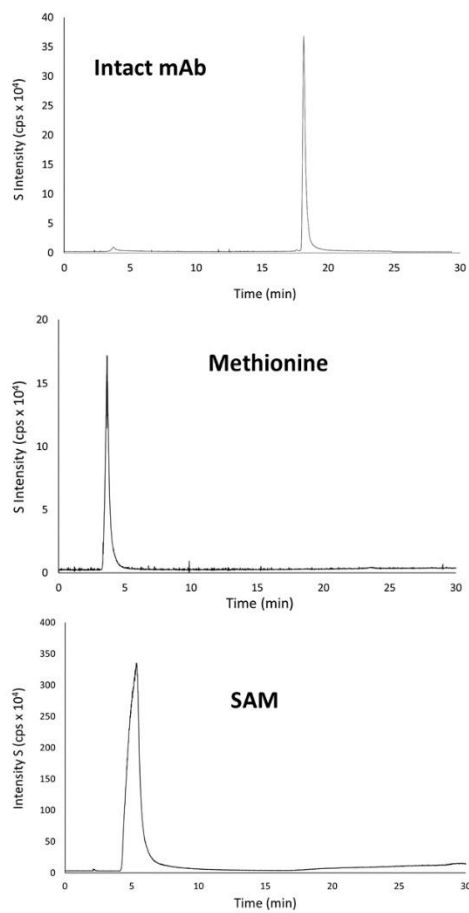 40
35
Intact mAb
30
25
20
15
10
5
0
S Intensity (cps x 10⁴)
0 5 10 15 20 25 30
Time (min)
20
Methionine
15
10
5
0
S Intensity (cps x 10⁴)
0 5 10 15 20 25 30
Time (min)
400
350
300
SAM
250
200
150
100
50
0
Intensity S (cps x 10⁴)
0 5 10 15 20 25 30
Time (min)